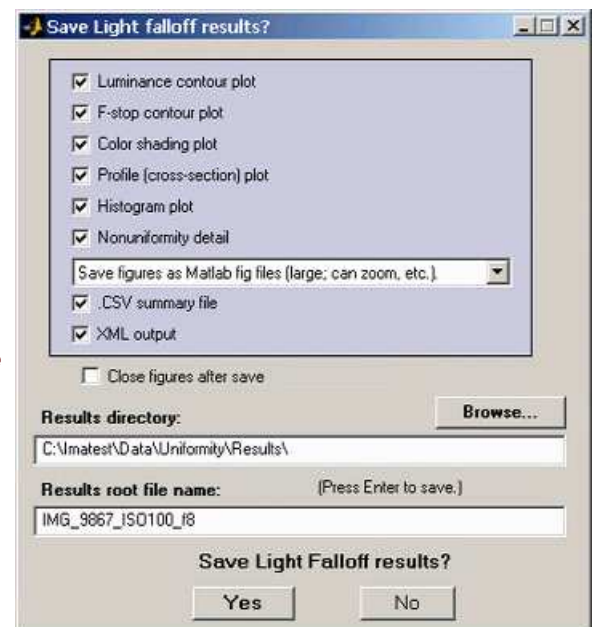 Save Light falloff results?
Luminance contour plot
F-stop contour plot
Color shading plot
Profile (cross-section) plot
Histogram plot
Nonuniformity detail
Save figures as Matlab fig files (large; can zoom, etc.).
.CSV summary file
XML output
Close figures after save
Results directory:
Browse...
C:\Imatest\Data\Uniformity\Results\
Results root file name:
(Press Enter to save.)
IMG_9867_ISO100_f8
Save Light Falloff results?
Yes
No